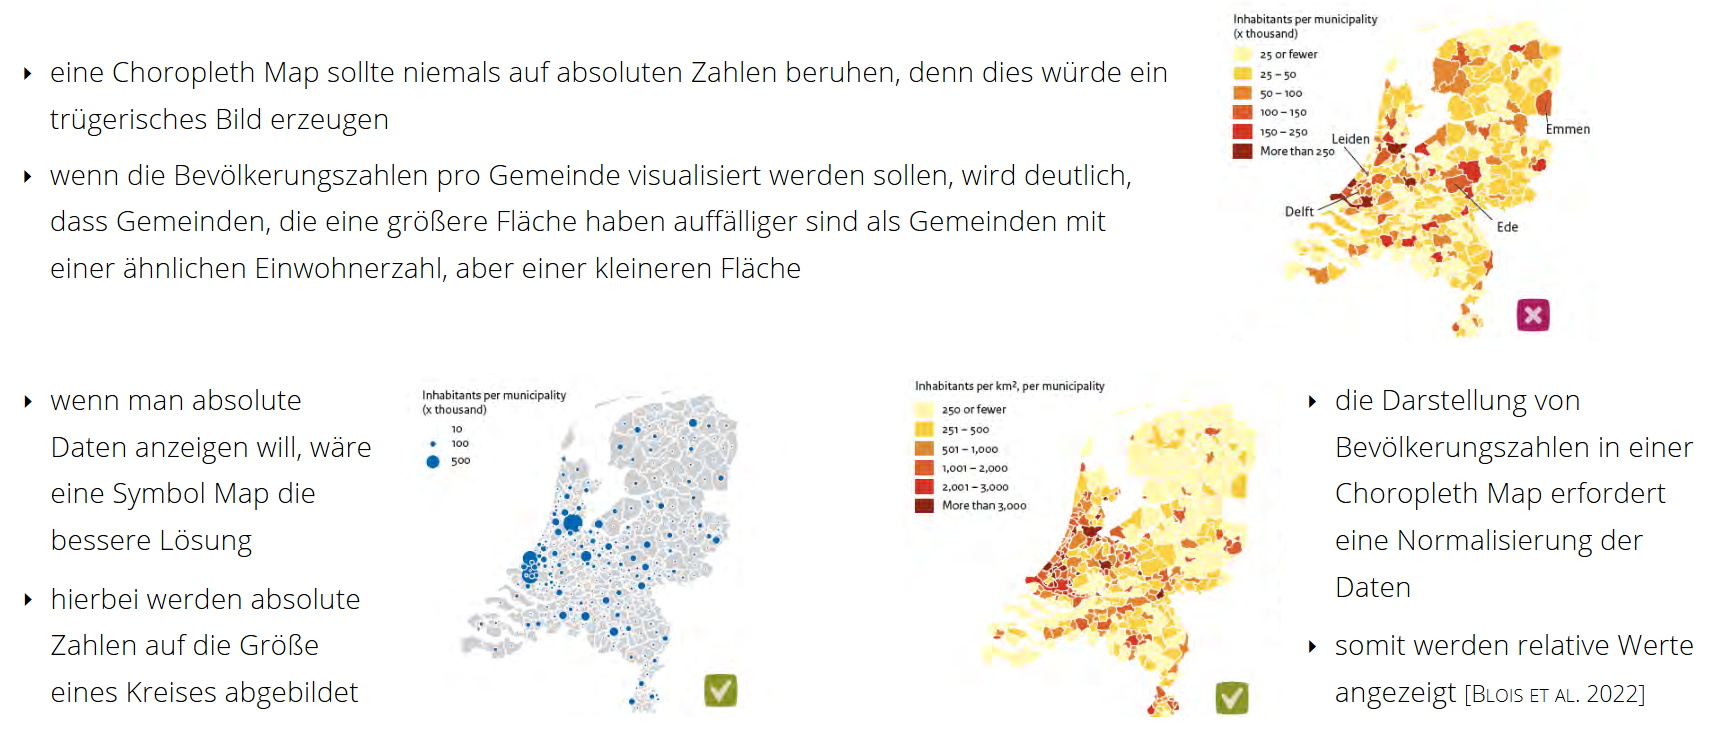 eine Choropleth Map sollte niemals auf absoluten Zahlen beruhen, denn dies würde ein
trügerisches Bild erzeugen
wenn die Bevölkerungszahlen pro Gemeinde visualisiert werden sollen, wird deutlich,
dass Gemeinden, die eine größere Fläche haben auffälliger sind als Gemeinden mit
einer ähnlichen Einwohnerzahl, aber einer kleineren Fläche
Inhabitants per municipality
(x thousand)
25 or fewer
25 – 50
50 – 100
100 – 150
150 – 250
More than 250
Leiden
Emmen
Delft
Ede
wenn man absolute
Daten anzeigen will, wäre
eine Symbol Map die
bessere Lösung
hierbei werden absolute
Zahlen auf die Größe
eines Kreises abgebildet
Inhabitants per municipality
(x thousand)
10
100
500
Inhabitants per km², per municipality
250 or fewer
251 – 500
501 – 1,000
1,001 – 2,000
2,001 – 3,000
More than 3,000
die Darstellung von
Bevölkerungszahlen in einer
Choropleth Map erfordert
eine Normalisierung der
Daten
somit werden relative Werte
angezeigt [BLOIS ET AL. 2022]